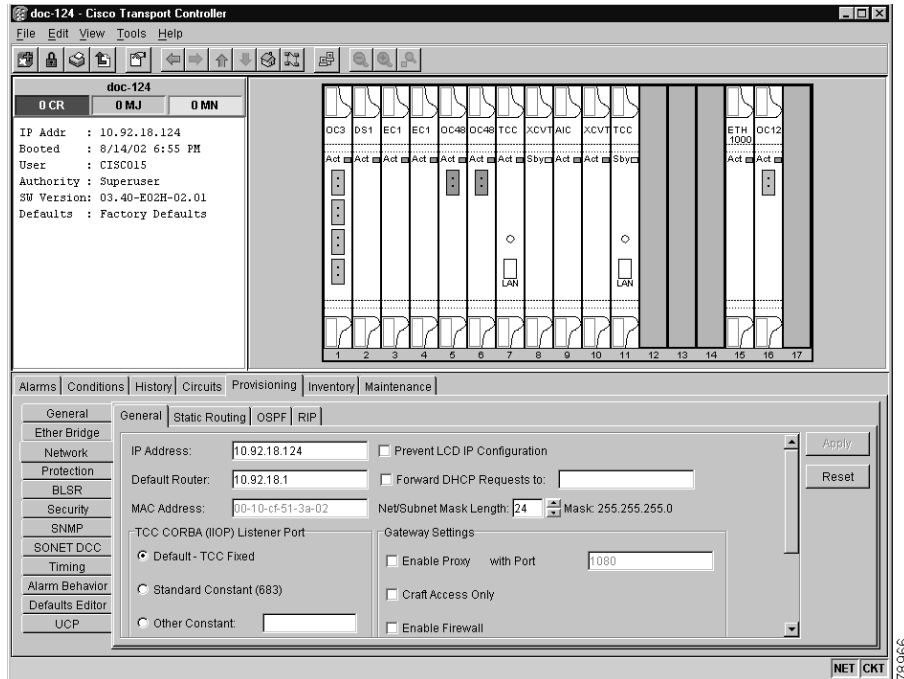 doc-124 - Cisco Transport Controller
File Edit View Tools Help
doc-124
0 CR 0 MJ 0 MN
IP Addr : 10.92.18.124
Booted : 8/14/02 6:55 PM
User : CISCO15
Authority : Superuser
SW Version: 03.40-E02H-02.01
Defaults : Factory Defaults
OC3 DS1 EC1 EC1 OC48 OC48 TCC XCVT AIC XCVT TCC ETH 1000 OC12
Act Act Act Act Act Act Act Sby Act Act Sby Act Act
LAN LAN
1 2 3 4 5 6 7 8 9 10 11 12 13 14 15 16 17
Alarms Conditions History Circuits Provisioning Inventory Maintenance
General
Ether Bridge
Network
Protection
BLSR
Security
SNMP
SONET DCC
Timing
Alarm Behavior
Defaults Editor
UCP
General Static Routing OSPF RIP
IP Address: 10.92.18.124 Prevent LCD IP Configuration
Default Router: 10.92.18.1 Forward DHCP Requests to:
MAC Address: 00-10-cf-51-3a-02 Net/Subnet Mask Length: 24 Mask: 255.255.255.0
TCC CORBA (IIOP) Listener Port
Default - TCC Fixed
Standard Constant (683)
Other Constant:
Gateway Settings
Enable Proxy with Port 1080
Craft Access Only
Enable Firewall
Apply
Reset
NET CKT
78966